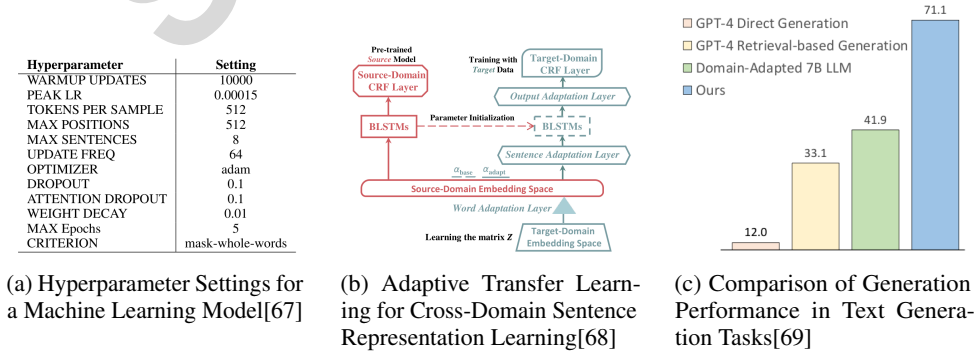 Hyperparameter Setting
WARMUP UPDATES 10000
PEAK LR 0.00015
TOKENS PER SAMPLE 512
MAX POSITIONS 512
MAX SENTENCES 8
UPDATE FREQ 64
OPTIMIZER adam
DROPOUT 0.1
ATTENTION DROPOUT 0.1
WEIGHT DECAY 0.01
MAX Epochs 5
CRITERION mask-whole-words
(a) Hyperparameter Settings for
a Machine Learning Model[67]
Pre-trained
Source Model
Source-Domain
CRF Layer
BLSTMs
Parameter Initialization
Training with
Target Data
Target-Domain
CRF Layer
Output Adaptation Layer
BLSTMs
Sentence Adaptation Layer
αbase αadapt
Source-Domain Embedding Space
Word Adaptation Layer
Learning the matrix Z
Target-Domain
Embedding Space
(b) Adaptive Transfer Learn-
ing for Cross-Domain Sentence
Representation Learning[68]
GPT-4 Direct Generation
GPT-4 Retrieval-based Generation
Domain-Adapted 7B LLM
Ours
12.0
33.1
41.9
71.1
(c) Comparison of Generation
Performance in Text Genera-
tion Tasks[69]